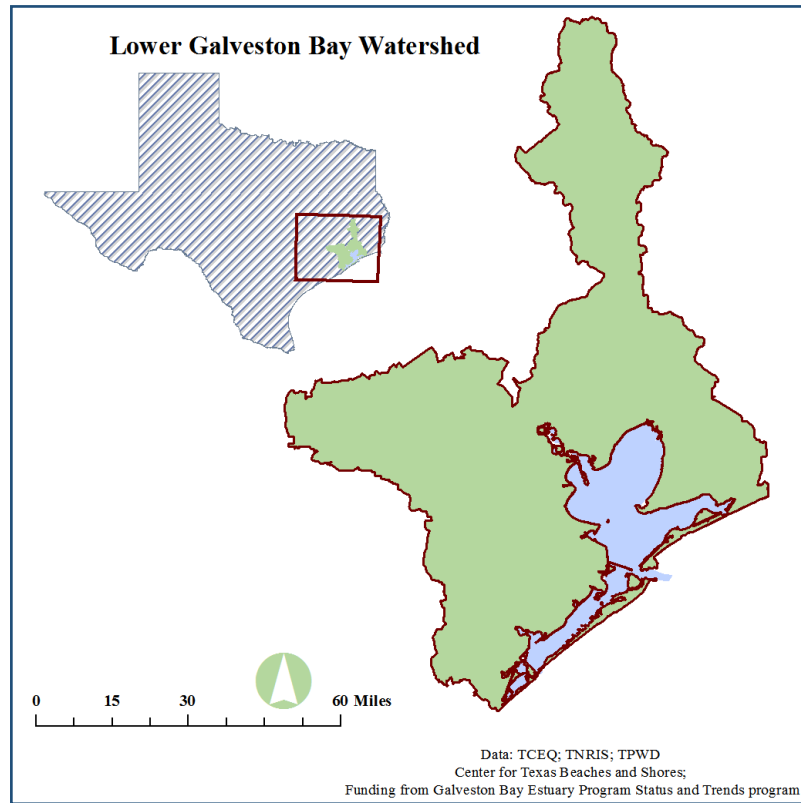 Lower Galveston Bay Watershed
0 15 30 60 Miles
Data: TCEQ; TNRIS; TPWD
Center for Texas Beaches and Shores;
Funding from Galveston Bay Estuary Program Status and Trends program